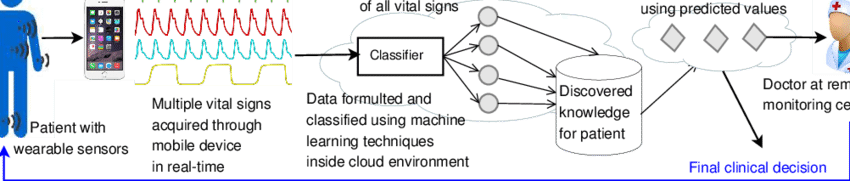 of all vital signs
using predicted values
Classifier
Patient with
wearable sensors
Multiple vital signs
acquired through
mobile device
in real-time
Data formulted and
classified using machine
learning techniques
inside cloud environment
Discovered
knowledge
for patient
Doctor at
monitoring
Final clinical decision